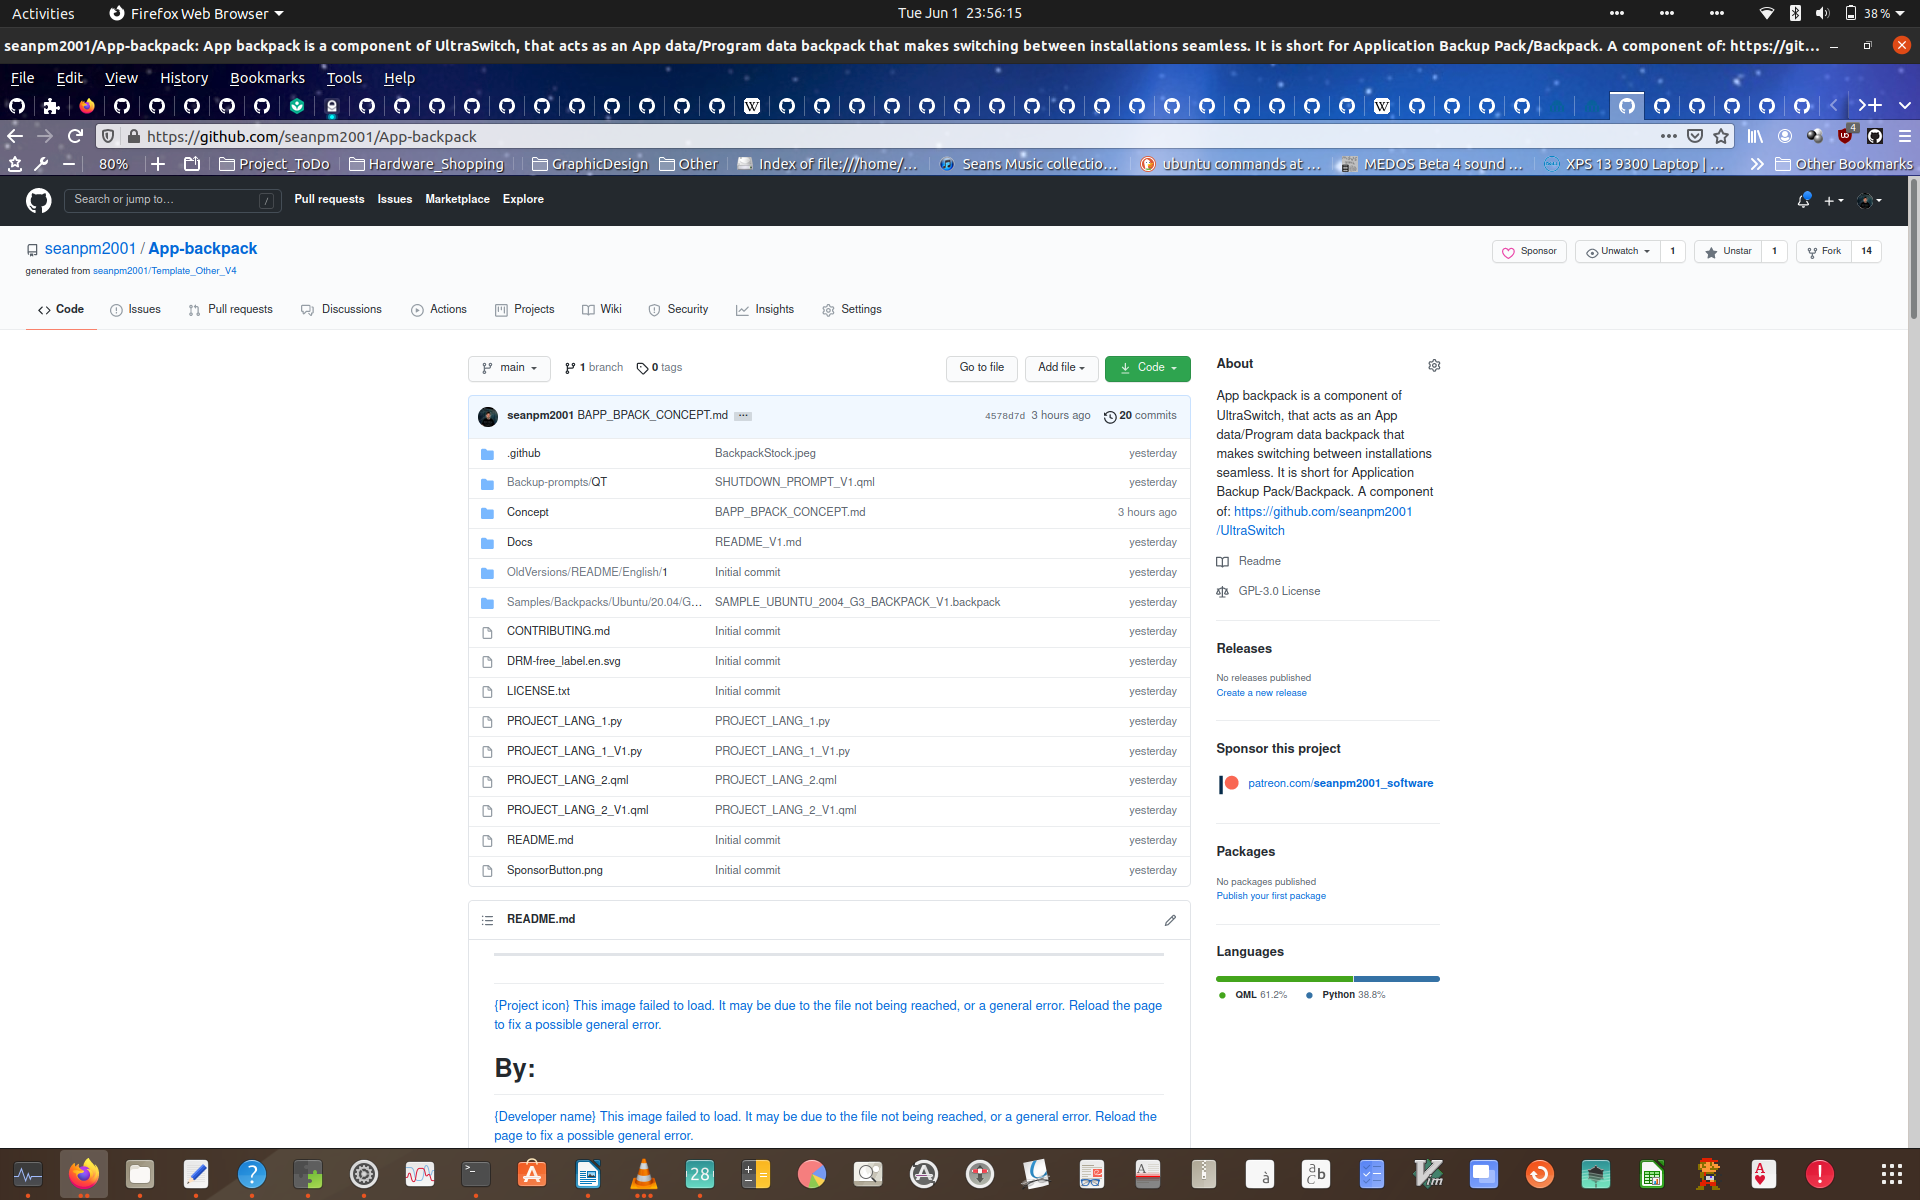 Activities
Firefox Web Browser
Tue Jun 1 23:56:15
38 %
seanpm2001/App-backpack: App backpack is a component of UltraSwitch, that acts as an App data/Program data backpack that makes switching between installations seamless. It is short for Application Backup Pack/Backpack. A component of: https://git...
File Edit View History Bookmarks Tools Help
https://github.com/seanpm2001/App-backpack
4
80%
Project_ToDo
Hardware_Shopping
GraphicDesign
Other
Index of file:///home/...
Seans Music collectio...
ubuntu commands at ...
MEDOS Beta 4 sound ...
XPS 13 9300 Laptop | ...
Other Bookmarks
Search or jump to...
/
Pull requests Issues Marketplace Explore
seanpm2001 / App-backpack
generated from seanpm2001/Template_Other_V4
Sponsor
Unwatch 1
Unstar 1
Fork 14
Code
Issues
Pull requests
Discussions
Actions
Projects
Wiki
Security
Insights
Settings
main
1 branch
0 tags
Go to file
Add file
Code
seanpm2001 BAPP_BPACK_CONCEPT.md ... 4578d7d 3 hours ago 20 commits
.github BackpackStock.jpeg yesterday
Backup-prompts/QT SHUTDOWN_PROMPT_V1.qml yesterday
Concept BAPP_BPACK_CONCEPT.md 3 hours ago
Docs README_V1.md yesterday
OldVersions/README/English/1 Initial commit yesterday
Samples/Backpacks/Ubuntu/20.04/G... SAMPLE_UBUNTU_2004_G3_BACKPACK_V1.backpack yesterday
CONTRIBUTING.md Initial commit yesterday
DRM-free_label.en.svg Initial commit yesterday
LICENSE.txt Initial commit yesterday
PROJECT_LANG_1.py PROJECT_LANG_1.py yesterday
PROJECT_LANG_1_V1.py PROJECT_LANG_1_V1.py yesterday
PROJECT_LANG_2.qml PROJECT_LANG_2.qml yesterday
PROJECT_LANG_2_V1.qml PROJECT_LANG_2_V1.qml yesterday
README.md Initial commit yesterday
SponsorButton.png Initial commit yesterday
README.md
{Project icon} This image failed to load. It may be due to the file not being reached, or a general error. Reload the page
to fix a possible general error.
By:
{Developer name} This image failed to load. It may be due to the file not being reached, or a general error. Reload the
page to fix a possible general error.
About
App backpack is a component of
UltraSwitch, that acts as an App
data/Program data backpack that
makes switching between installations
seamless. It is short for Application
Backup Pack/Backpack. A component
of: https://github.com/seanpm2001
/UltraSwitch
Readme
GPL-3.0 License
Releases
No releases published
Create a new release
Sponsor this project
patreon.com/seanpm2001_software
Packages
No packages published
Publish your first package
Languages
QML 61.2%
Python 38.8%
28